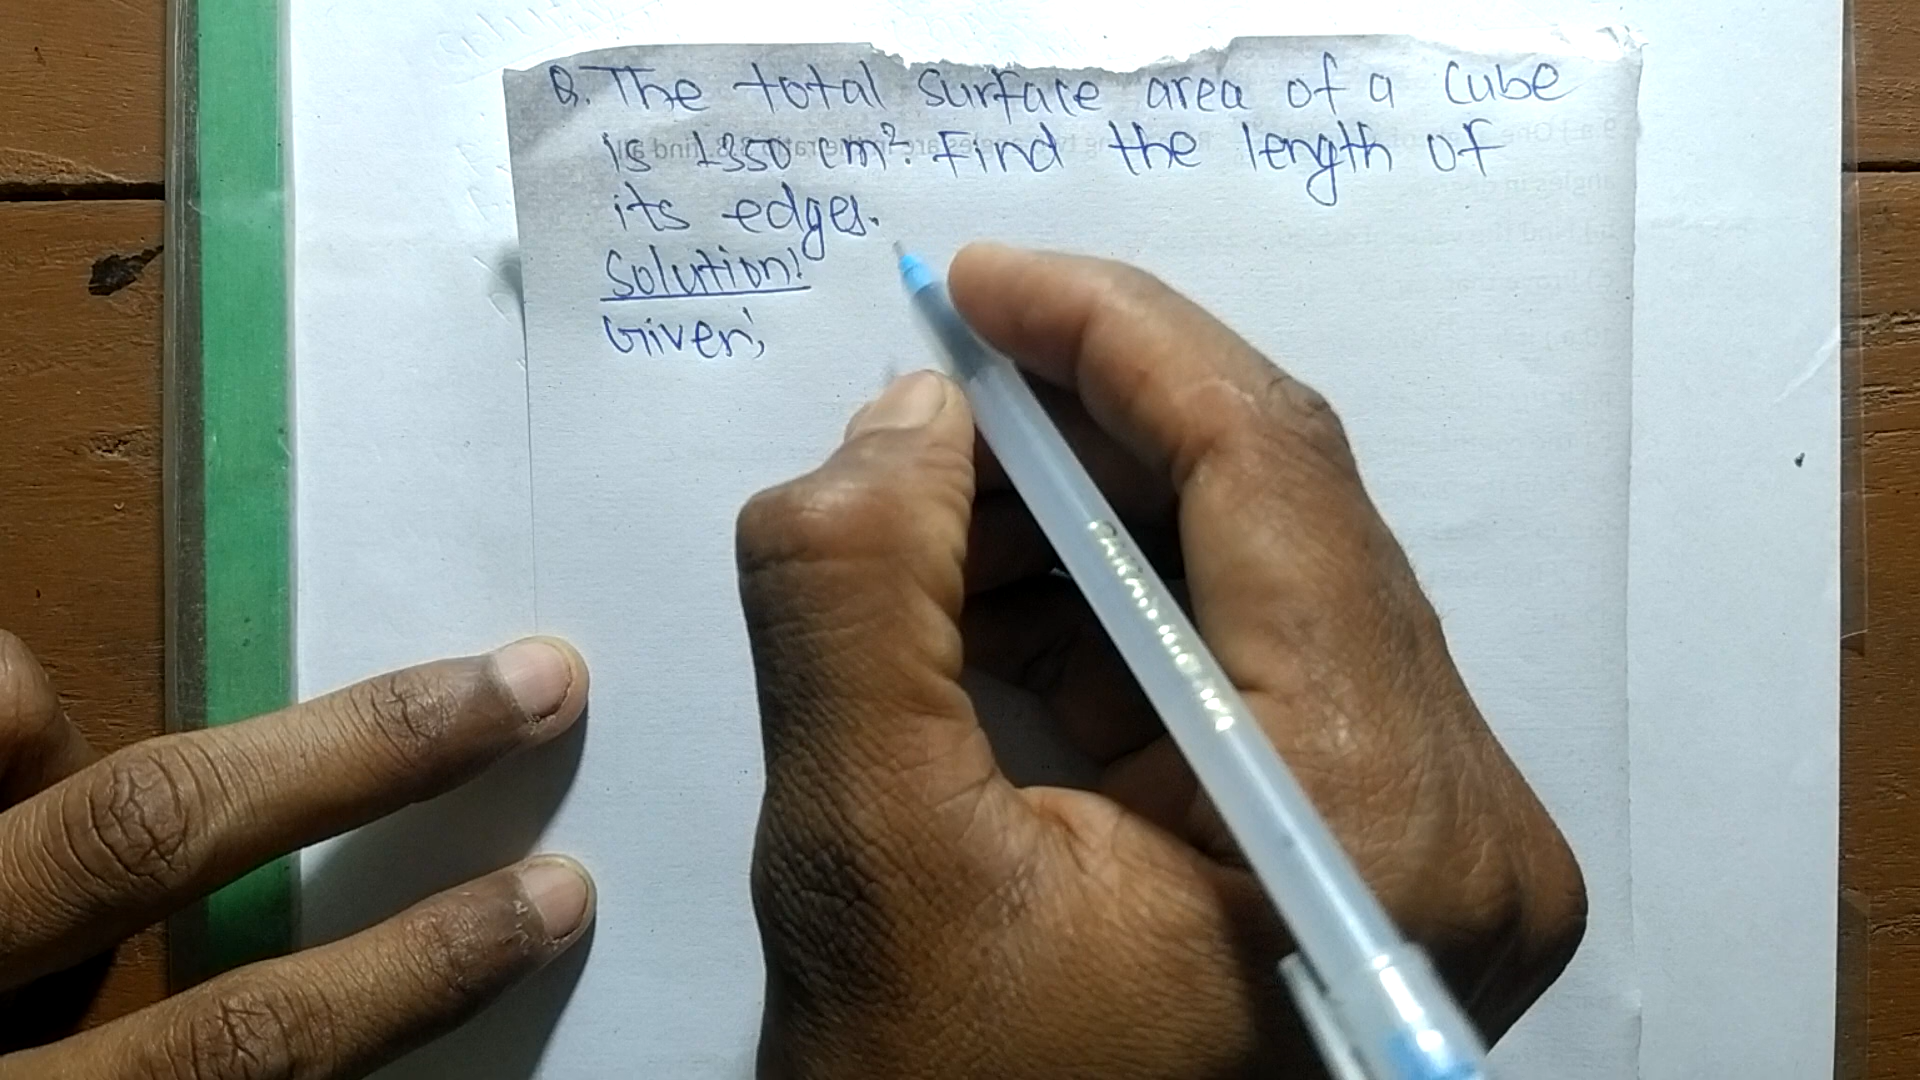 Q. The total surface area of a cube
is 1350 cm². Find the length of
its edges.
Solution:
Given,